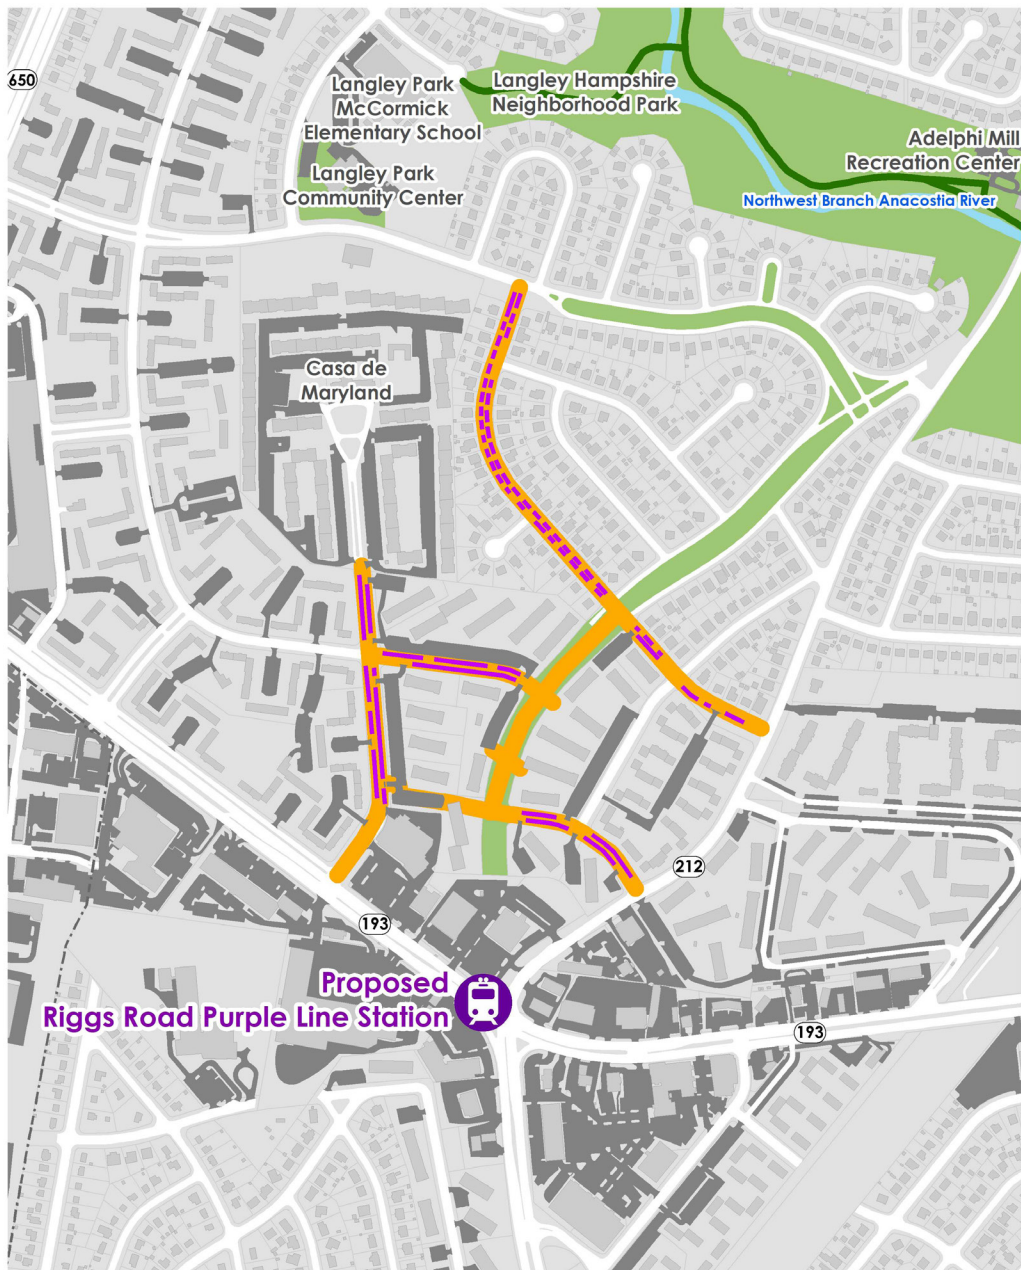 650
Langley Park
McCormick
Elementary School
Langley Hampshire
Neighborhood Park
Adelphi Mill
Recreation Center
Langley Park
Community Center
Northwest Branch Anacostia River
Casa de
Maryland
212
193
Proposed
Riggs Road Purple Line Station
193